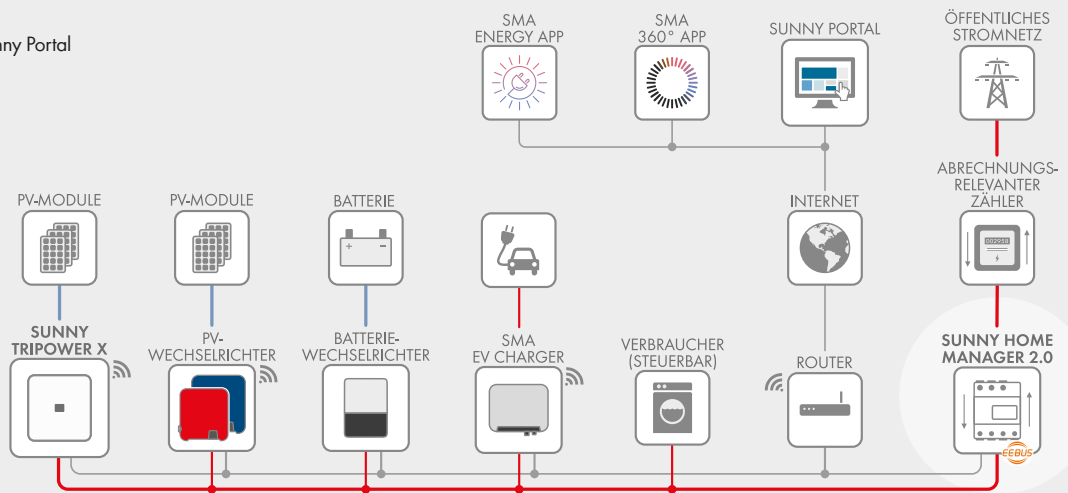 nny Portal
SMA
ENERGY APP
SMA
360° APP
SUNNY PORTAL
ÖFFENTLICHES
STROMNETZ
PV-MODULE
PV-MODULE
BATTERIE
INTERNET
ABRECHNUNGS-
RELEVANTER
ZÄHLER
SUNNY
TRIPOWER X
PV-
WECHSELRICHTER
BATTERIE-
WECHSELRICHTER
SMA
EV CHARGER
VERBRAUCHER
(STEUERBAR)
ROUTER
SUNNY HOME
MANAGER 2.0
EEBUS